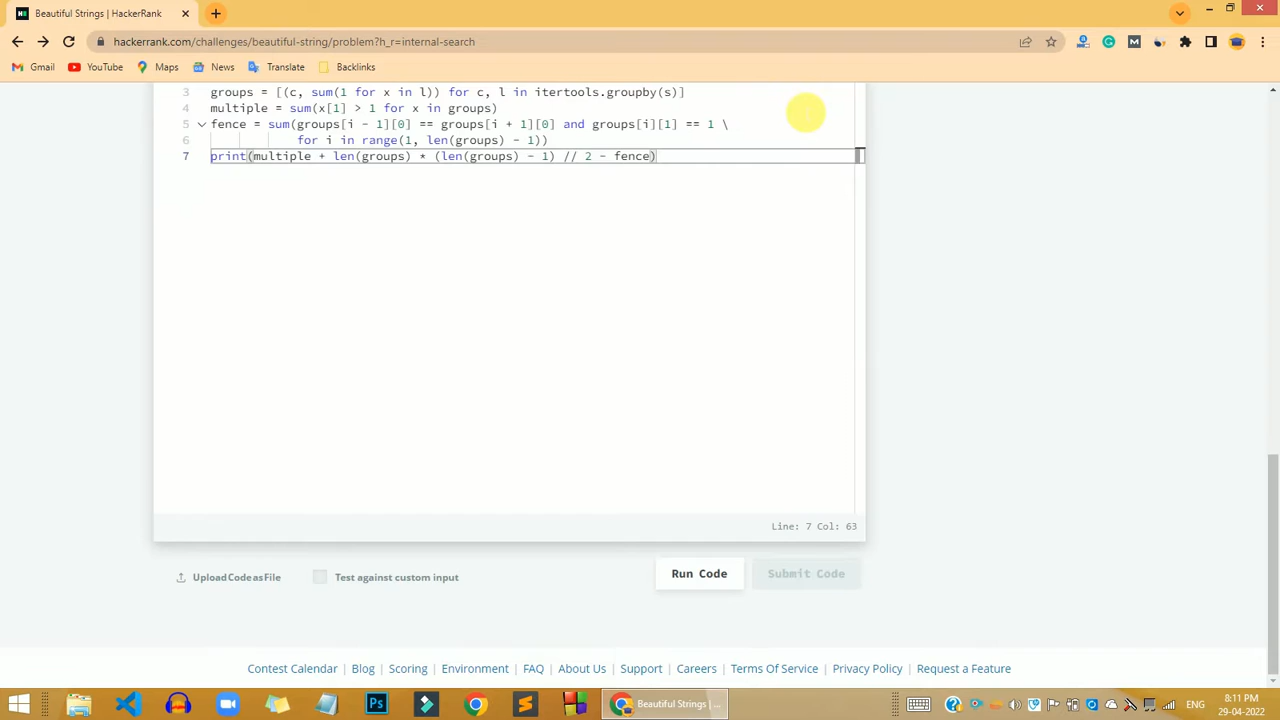 Beautiful Strings | HackerRank
hackerrank.com/challenges/beautiful-string/problem?h_r=internal-search
Gmail YouTube Maps News Translate Backlinks
3 groups = [(c, sum(1 for x in l)) for c, l in itertools.groupby(s)]
4 multiple = sum(x[1] > 1 for x in groups)
5 fence = sum(groups[i - 1][0] == groups[i + 1][0] and groups[i][1] == 1 \
6 for i in range(1, len(groups) - 1))
7 print(multiple + len(groups) * (len(groups) - 1) // 2 - fence)
Line: 7 Col: 63
Upload Code as File Test against custom input Run Code Submit Code
Contest Calendar | Blog | Scoring | Environment | FAQ | About Us | Support | Careers | Terms Of Service | Privacy Policy | Request a Feature
Beautiful Strings | ...
ENG
8:11 PM
29-04-2022